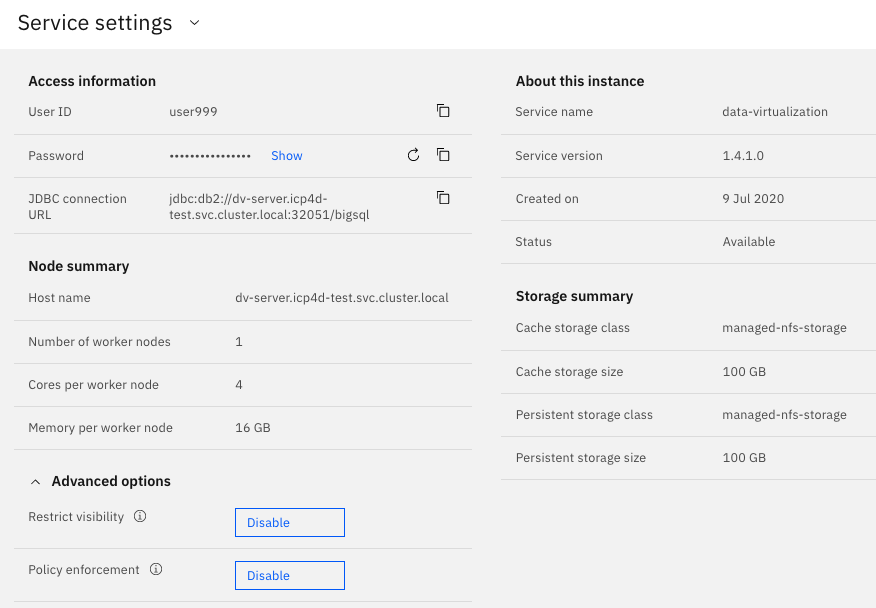 Service settings
Access information
User ID user999
Password •••••••••••••••• Show
JDBC connection URL jdbc:db2://dv-server.icp4d-
test.svc.cluster.local:32051/bigsql
Node summary
Host name dv-server.icp4d-test.svc.cluster.local
Number of worker nodes 1
Cores per worker node 4
Memory per worker node 16 GB
Advanced options
Restrict visibility Disable
Policy enforcement Disable
About this instance
Service name data-virtualization
Service version 1.4.1.0
Created on 9 Jul 2020
Status Available
Storage summary
Cache storage class managed-nfs-storage
Cache storage size 100 GB
Persistent storage class managed-nfs-storage
Persistent storage size 100 GB